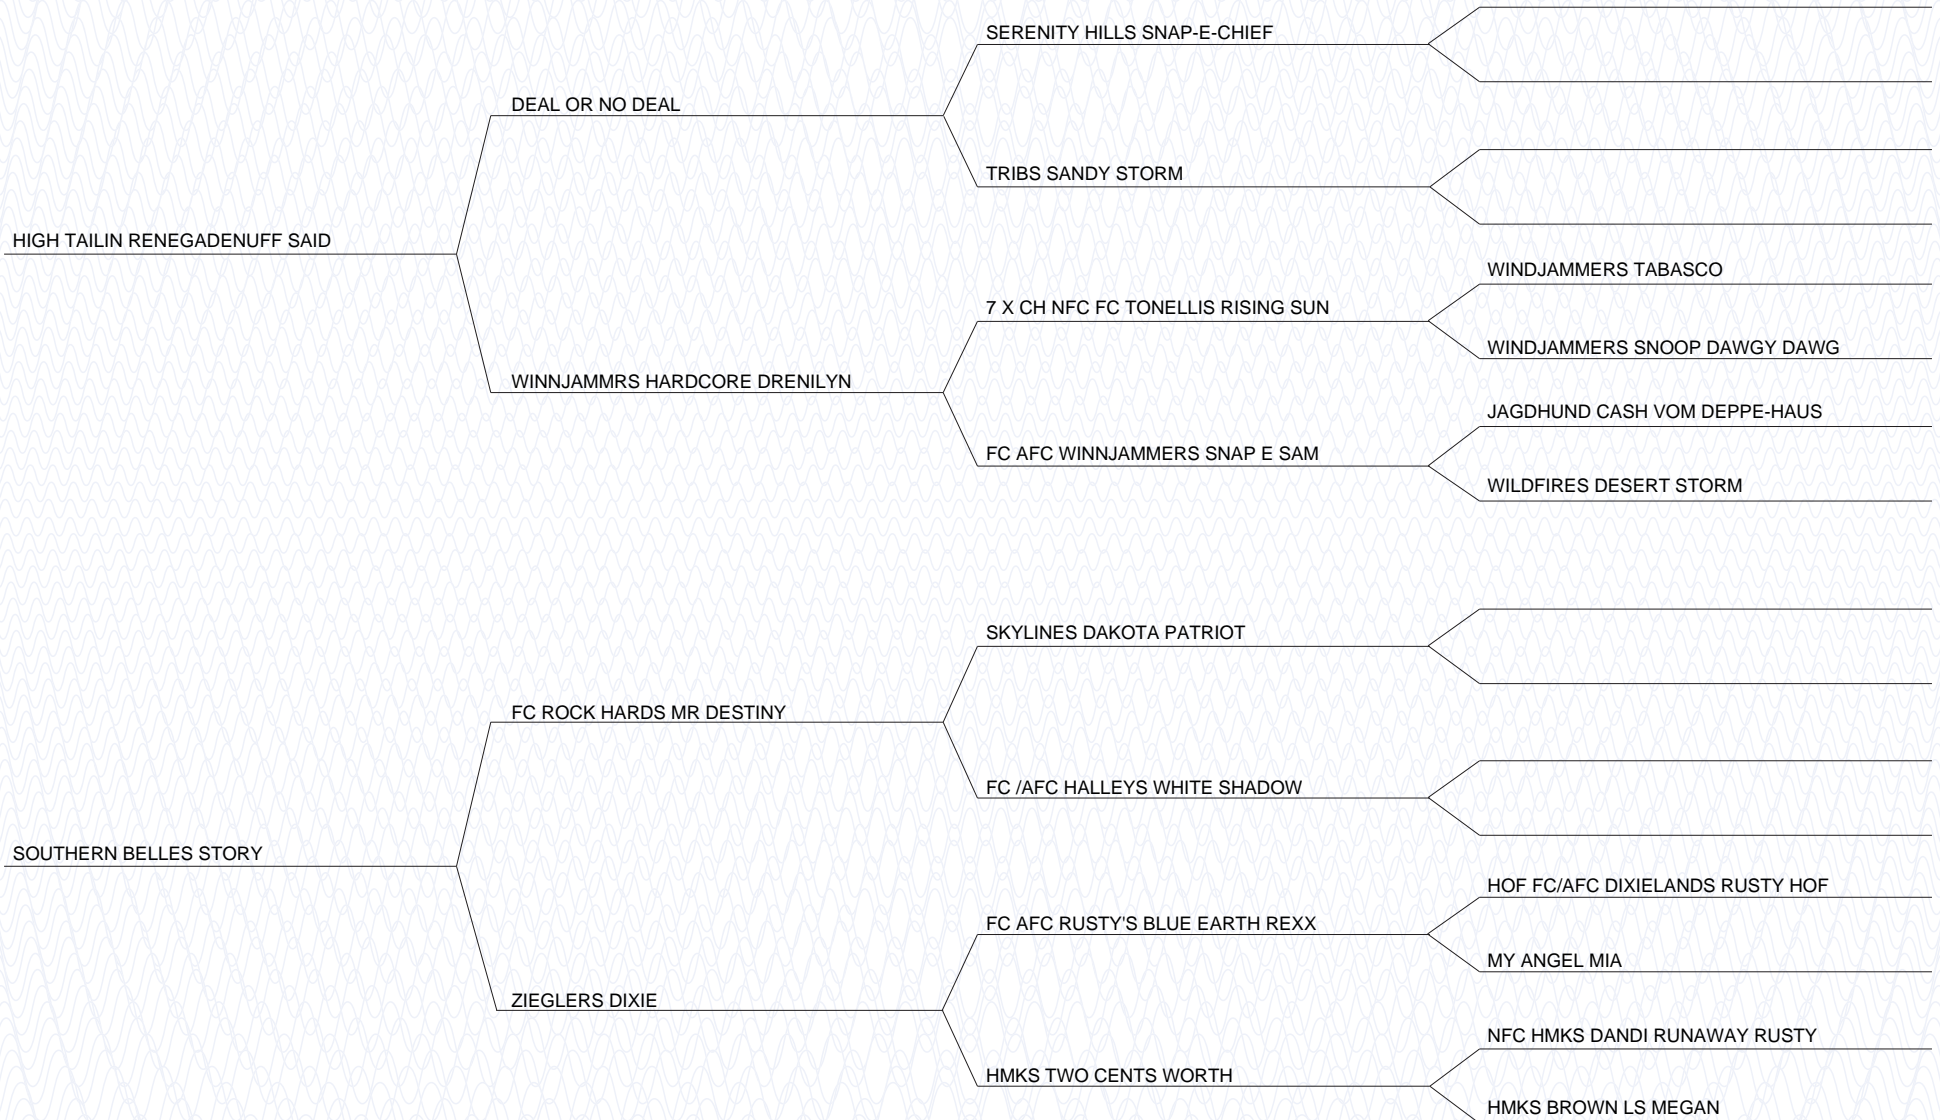 SERENITY HILLS SNAP-E-CHIEF
DEAL OR NO DEAL
TRIBS SANDY STORM
HIGH TAILIN RENEGADENUFF SAID
WINDJAMMERS TABASCO
7 X CH NFC FC TONELLIS RISING SUN
WINDJAMMERS SNOOP DAWGY DAWG
WINNJAMMRS HARDCORE DRENILYN
JAGDHUND CASH VOM DEPPE-HAUS
FC AFC WINNJAMMERS SNAP E SAM
WILDFIRES DESERT STORM
SKYLINES DAKOTA PATRIOT
FC ROCK HARDS MR DESTINY
FC /AFC HALLEYS WHITE SHADOW
SOUTHERN BELLES STORY
HOF FC/AFC DIXIELANDS RUSTY HOF
FC AFC RUSTY'S BLUE EARTH REXX
MY ANGEL MIA
ZIEGLERS DIXIE
NFC HMKS DANDI RUNAWAY RUSTY
HMKS TWO CENTS WORTH
HMKS BROWN LS MEGAN